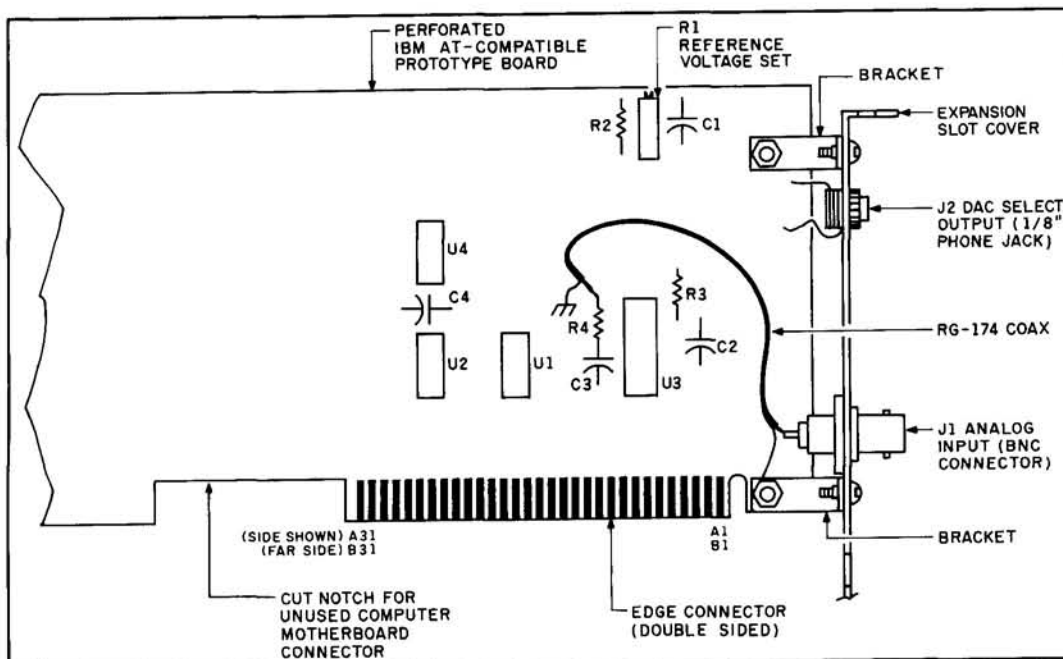 PERFORATED
IBM AT-COMPATIBLE
PROTOTYPE BOARD
R1
REFERENCE
VOLTAGE SET
BRACKET
EXPANSION
SLOT COVER
R2
C1
J2 DAC SELECT
OUTPUT (1/8"
PHONE JACK)
U4
C4
R3
R4
RG-174 COAX
U2
U1
C3
U3
C2
J1 ANALOG
INPUT (BNC
CONNECTOR)
(SIDE SHOWN) A31
(FAR SIDE) B31
A1
B1
BRACKET
CUT NOTCH FOR
UNUSED COMPUTER
MOTHERBOARD
CONNECTOR
EDGE CONNECTOR
(DOUBLE SIDED)